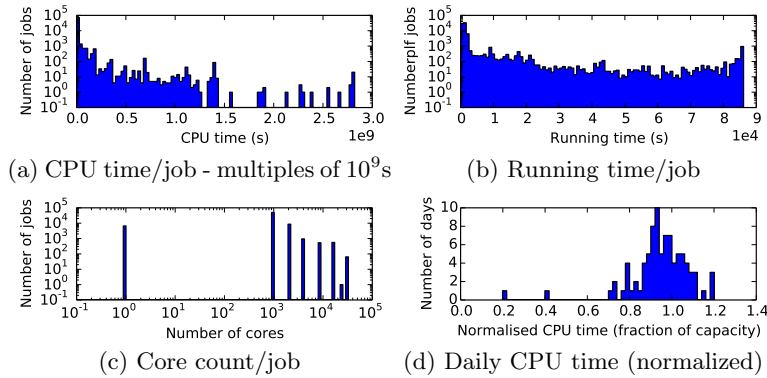 10^5
10^4
10^3
10^2
10^1
10^0
10^-1
Number of jobs
0.0 0.5 1.0 1.5 2.0 2.5 3.0
CPU time (s)
1e9
(a) CPU time/job - multiples of 10^9s
10^5
10^4
10^3
10^2
10^1
10^0
10^-1
Numberplf jobs
0 1 2 3 4 5 6 7 8 9
Running time (s)
1e4
(b) Running time/job
10^5
10^4
10^3
10^2
10^1
10^0
10^-1
Number of jobs
10^-1 10^0 10^1 10^2 10^3 10^4 10^5
Number of cores
(c) Core count/job
10
8
6
4
2
0
Number of days
0.0 0.2 0.4 0.6 0.8 1.0 1.2 1.4
Normalised CPU time (fraction of capacity)
(d) Daily CPU time (normalized)